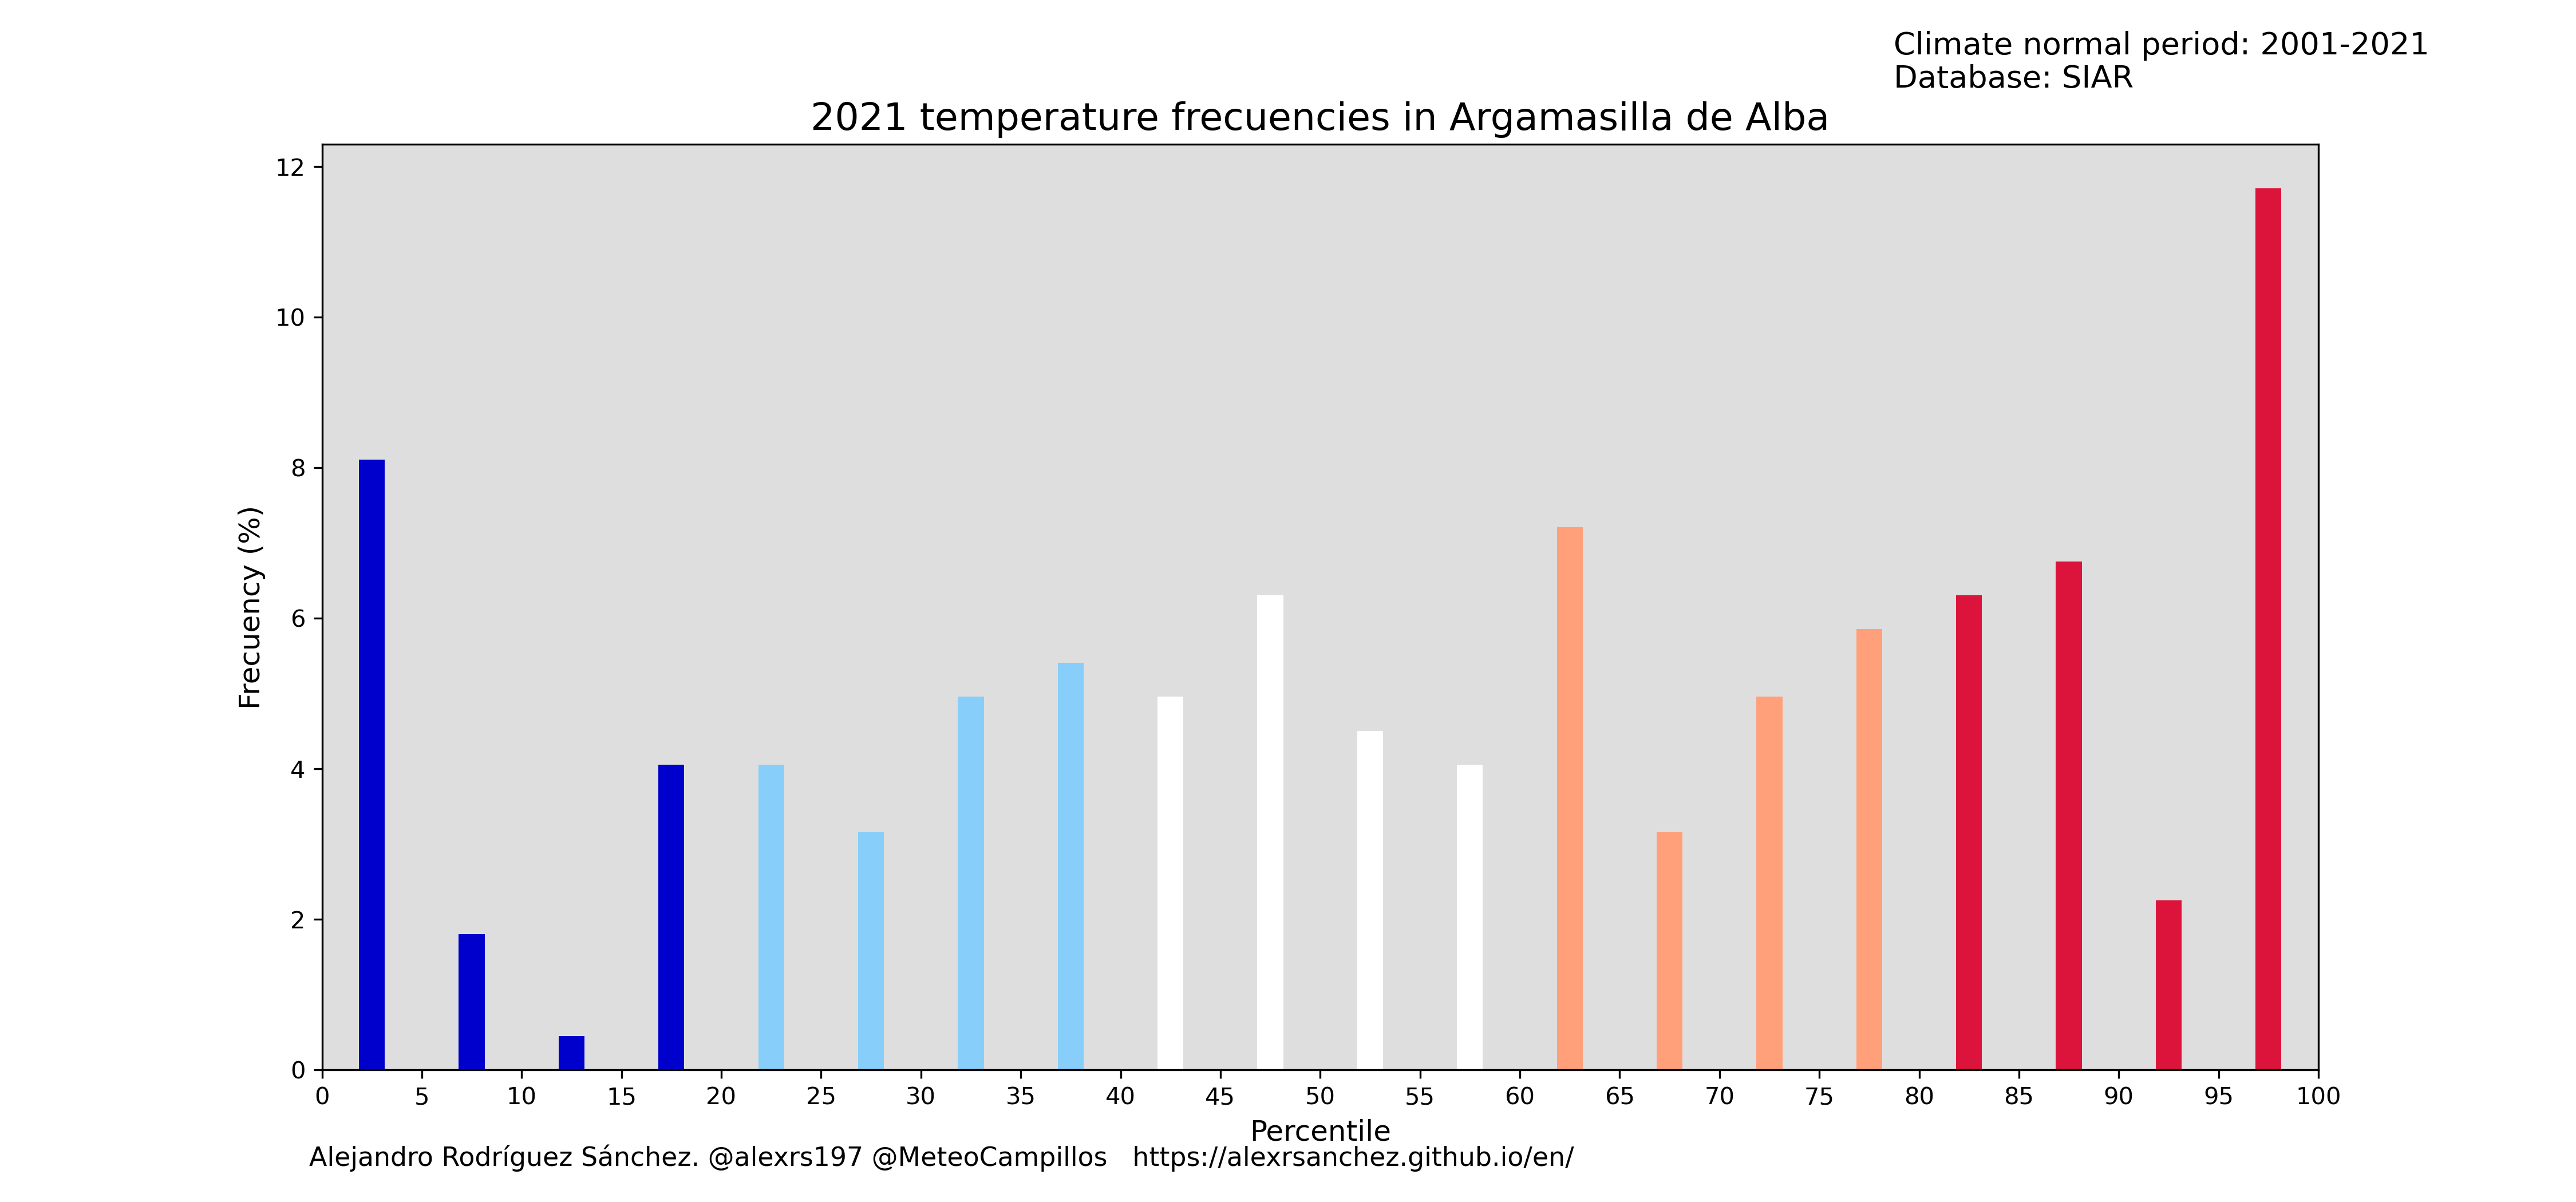 Climate normal period: 2001-2021
Database: SIAR
2021 temperature frecuencies in Argamasilla de Alba
12
10
8
6
4
2
0
Frecuency (%)
0 5 10 15 20 25 30 35 40 45 50 55 60 65 70 75 80 85 90 95 100
Percentile
Alejandro Rodríguez Sánchez. @alexrs197 @MeteoCampillos https://alexrsanchez.github.io/en/